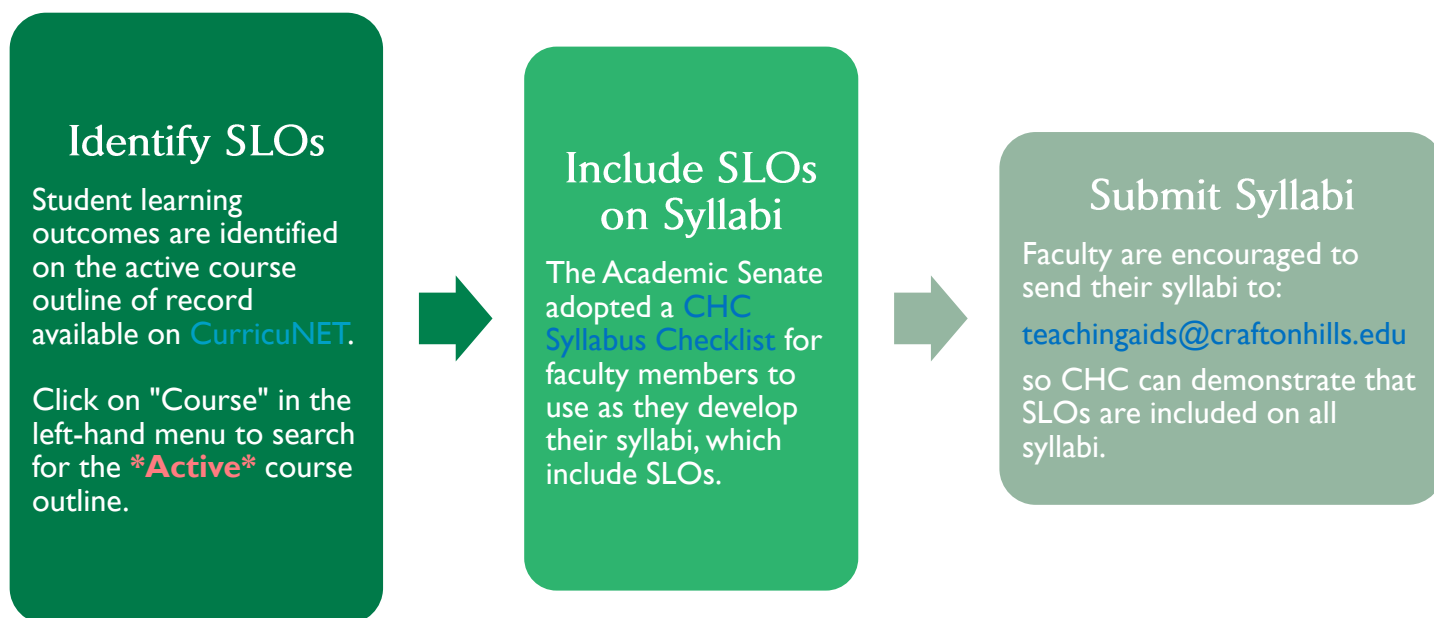 Identify SLOs
Student learning
outcomes are identified
on the active course
outline of record
available on CurricuNET.
Click on "Course" in the
left-hand menu to search
for the *Active* course
outline.
Include SLOs
on Syllabi
The Academic Senate
adopted a CHC
Syllabus Checklist for
faculty members to
use as they develop
their syllabi, which
include SLOs.
Submit Syllabi
Faculty are encouraged to
send their syllabi to:
teachingaids@craftonhills.edu
so CHC can demonstrate that
SLOs are included on all
syllabi.